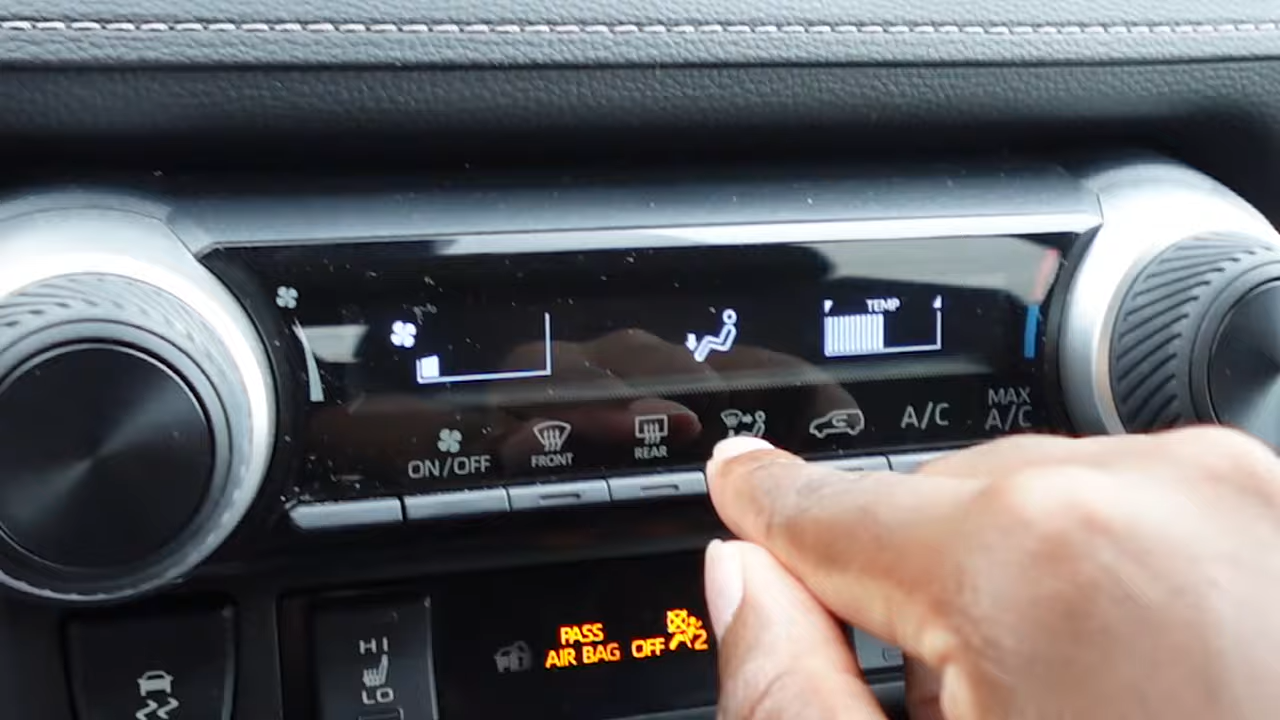 TEMP
ON/OFF
FRONT
REAR
A/C
MAX
A/C
PASS
AIR BAG OFF
2
HI
LO